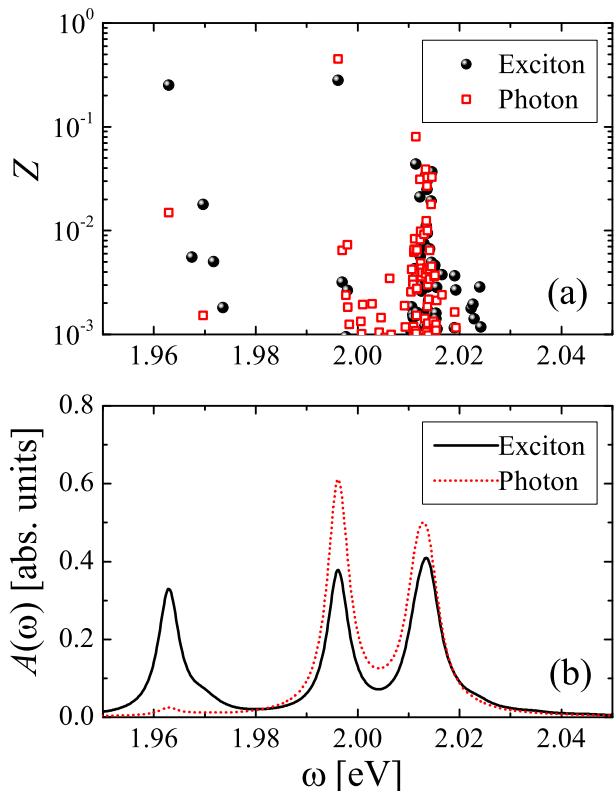 10^0
Exciton
Photon
10^-1
Z
10^-2
(a)
10^-3
1.96 1.98 2.00 2.02 2.04
0.8
Exciton
Photon
0.6
A(ω) [abs. units]
0.4
0.2
(b)
0.0
1.96 1.98 2.00 2.02 2.04
ω [eV]